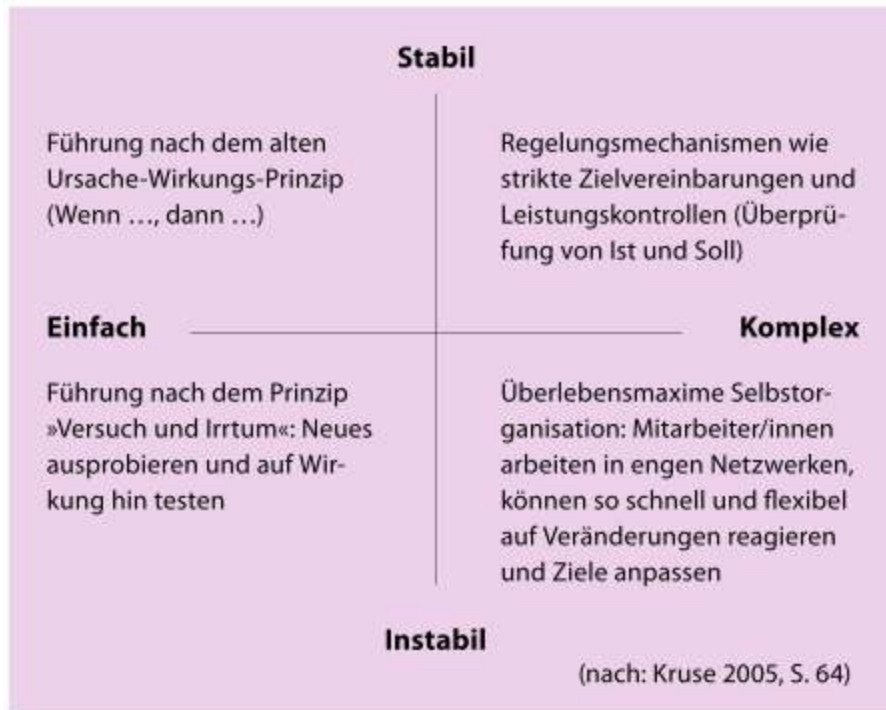 Stabil
Führung nach dem alten
Ursache-Wirkungs-Prinzip
(Wenn …, dann …)
Regelungsmechanismen wie
strikte Zielvereinbarungen und
Leistungskontrollen (Überprü-
fung von Ist und Soll)
Einfach
Komplex
Führung nach dem Prinzip
»Versuch und Irrtum«: Neues
ausprobieren und auf Wir-
kung hin testen
Überlebensmaxime Selbstor-
ganisation: Mitarbeiter/innen
arbeiten in engen Netzwerken,
können so schnell und flexibel
auf Veränderungen reagieren
und Ziele anpassen
Instabil
(nach: Kruse 2005, S. 64)